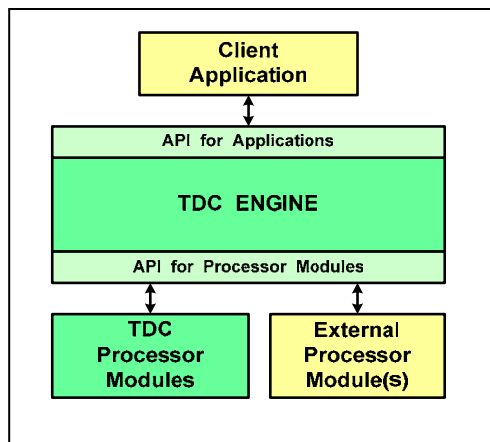 Client
Application
API for Applications
TDC ENGINE
API for Processor Modules
TDC
Processor
Modules
External
Processor
Module(s)